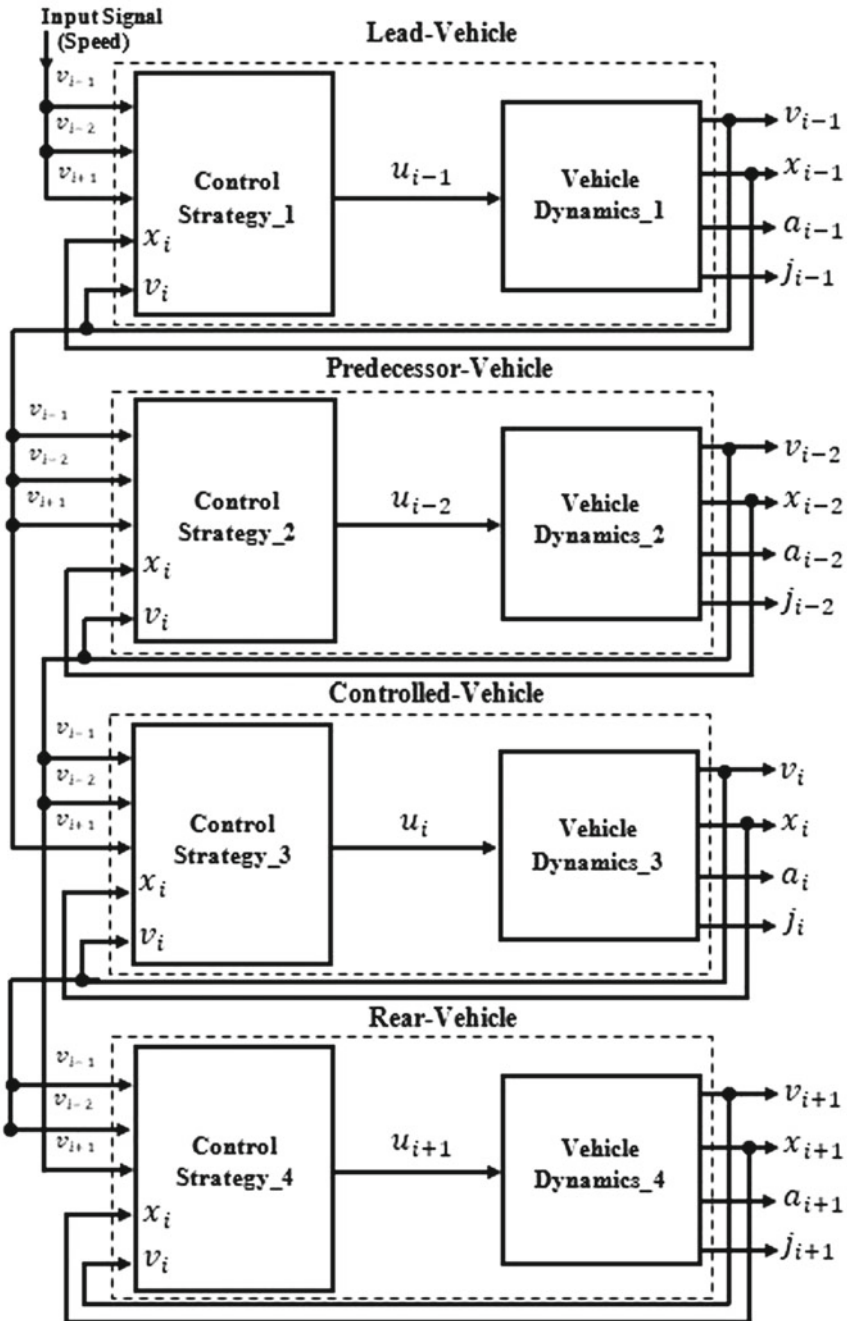 Input Signal
(Speed)
Lead-Vehicle
v_{i-1}
v_{i-2}
v_{i+1}
x_i
v_i
Control
Strategy_1
u_{i-1}
Vehicle
Dynamics_1
v_{i-1}
x_{i-1}
a_{i-1}
j_{i-1}
Predecessor-Vehicle
v_{i-1}
v_{i-2}
v_{i+1}
x_i
v_i
Control
Strategy_2
u_{i-2}
Vehicle
Dynamics_2
v_{i-2}
x_{i-2}
a_{i-2}
j_{i-2}
Controlled-Vehicle
v_{i-1}
v_{i-2}
v_{i+1}
x_i
v_i
Control
Strategy_3
u_i
Vehicle
Dynamics_3
v_i
x_i
a_i
j_i
Rear-Vehicle
v_{i-1}
v_{i-2}
v_{i+1}
x_i
v_i
Control
Strategy_4
u_{i+1}
Vehicle
Dynamics_4
v_{i+1}
x_{i+1}
a_{i+1}
j_{i+1}